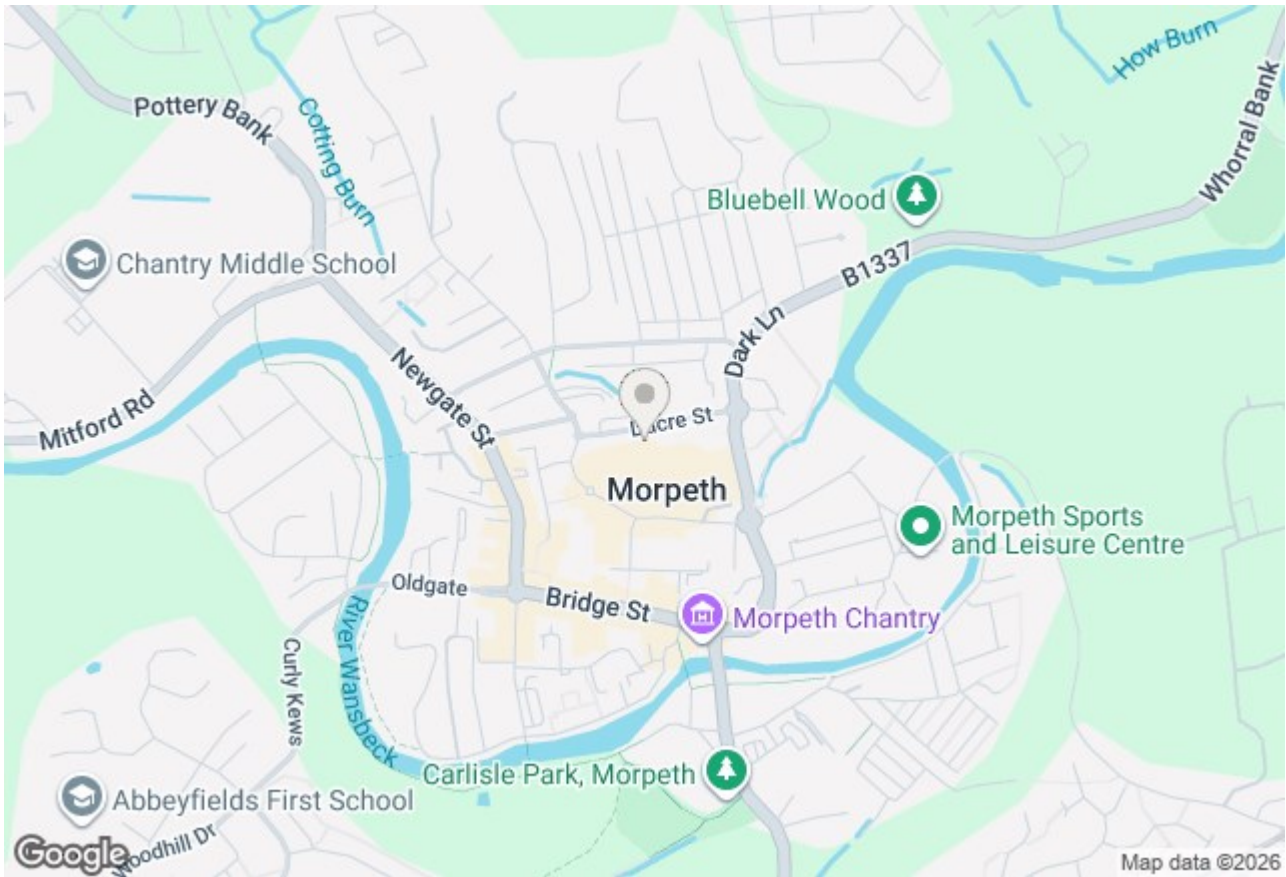 How Burn
Pottery Bank
Cotting Burn
Whorral Bank
Bluebell Wood
Chantry Middle School
B1337
Dark Ln
Newgate St
Mitford Rd
Dacre St
Morpeth
Morpeth Sports
and Leisure Centre
Oldgate
Bridge St
Morpeth Chantry
River Wansbeck
Curly Kews
Carlisle Park, Morpeth
Abbeyfields First School
Woodhill Dr
Google
Map data ©2026